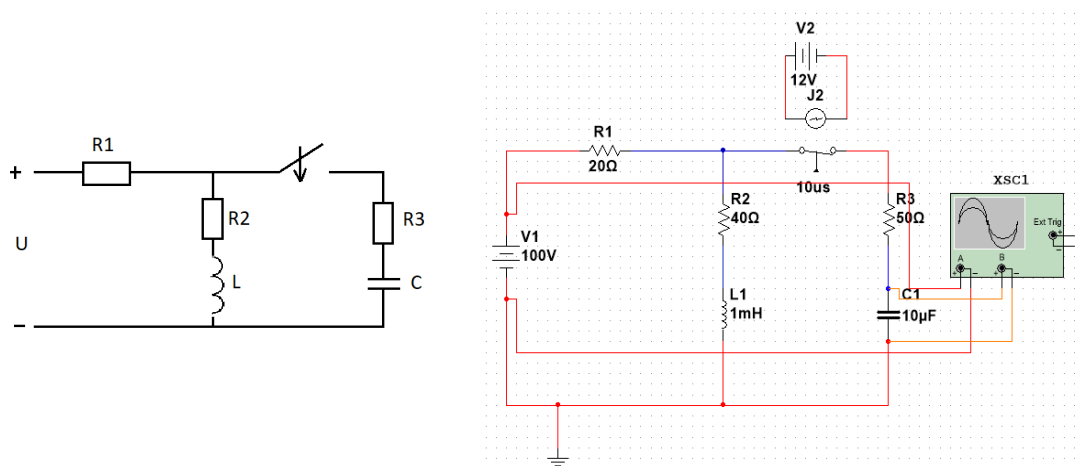 R1
+
R2
R3
U
L
C
−
V2
12V
J2
R1
20Ω
10us
XSC1
R2
40Ω
R3
50Ω
Ext Trig
+
−
A
B
+ −
+ −
V1
100V
L1
1mH
C1
10µF